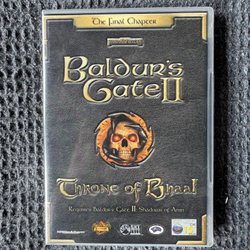 The Final Chapter
Baldur's
Gate II
Throne of Bhaal
Requires Baldur's Gate II: Shadows of Amn